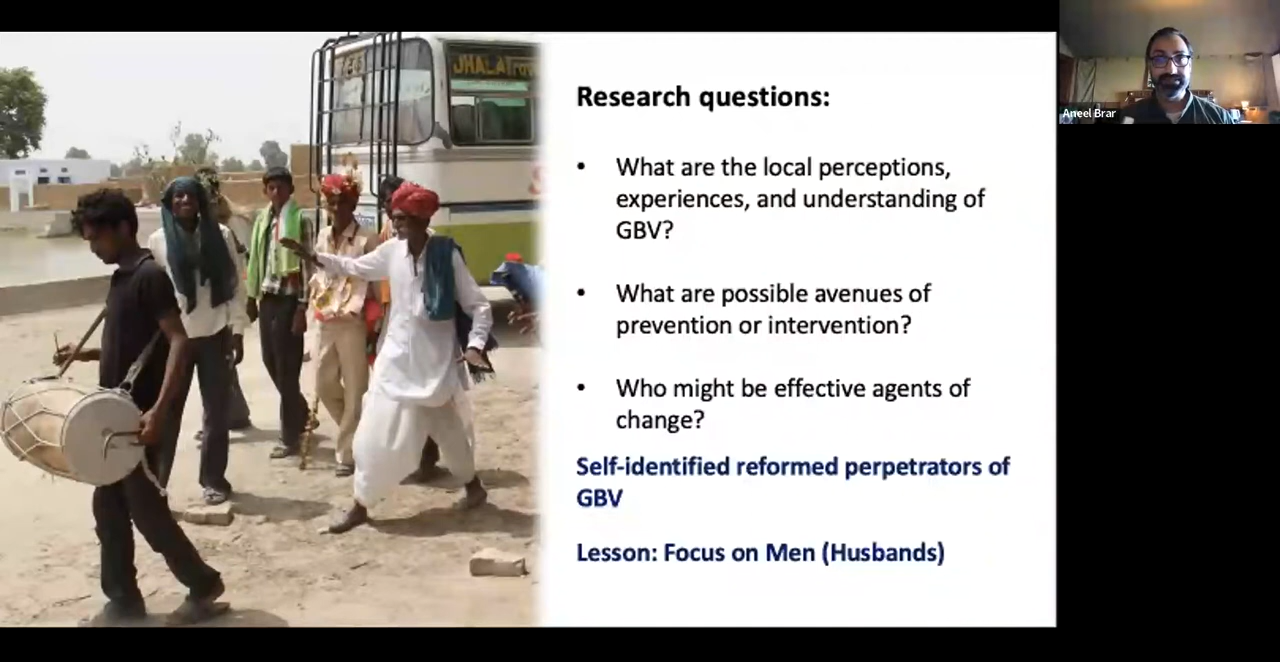 JHALAI
Research questions:
• What are the local perceptions,
experiences, and understanding of
GBV?
• What are possible avenues of
prevention or intervention?
• Who might be effective agents of
change?
Self-identified reformed perpetrators of
GBV
Lesson: Focus on Men (Husbands)
Aneel Brar